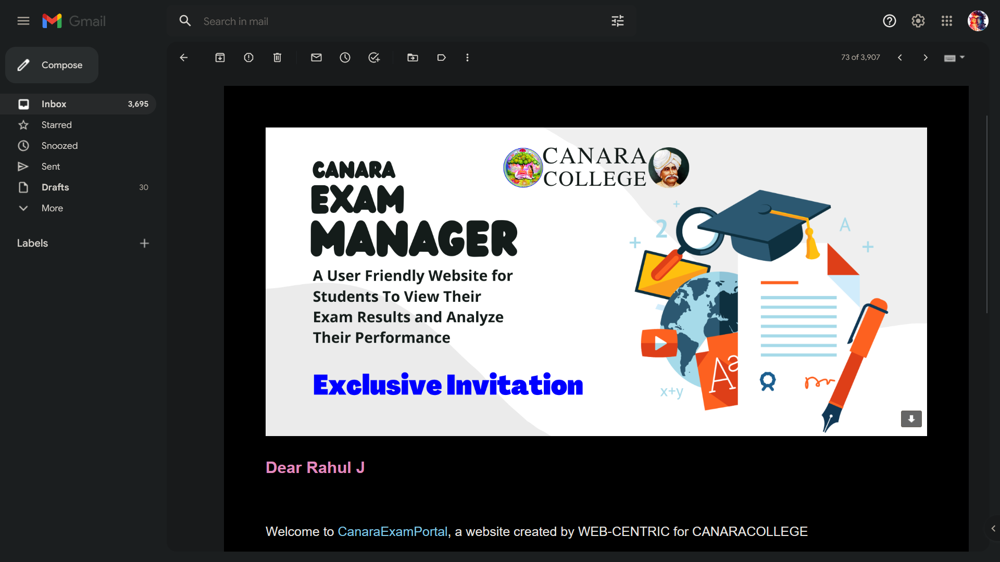 Gmail
Search in mail
Compose
73 of 3,907
Inbox 3,695
Starred
Snoozed
Sent
Drafts 30
More
Labels
CANARA
COLLEGE
CANARA
EXAM
MANAGER
A User Friendly Website for
Students To View Their
Exam Results and Analyze
Their Performance
Exclusive Invitation
+
2
+
A
+
Aa
x+y
Dear Rahul J
Welcome to CanaraExamPortal, a website created by WEB-CENTRIC for CANARACOLLEGE